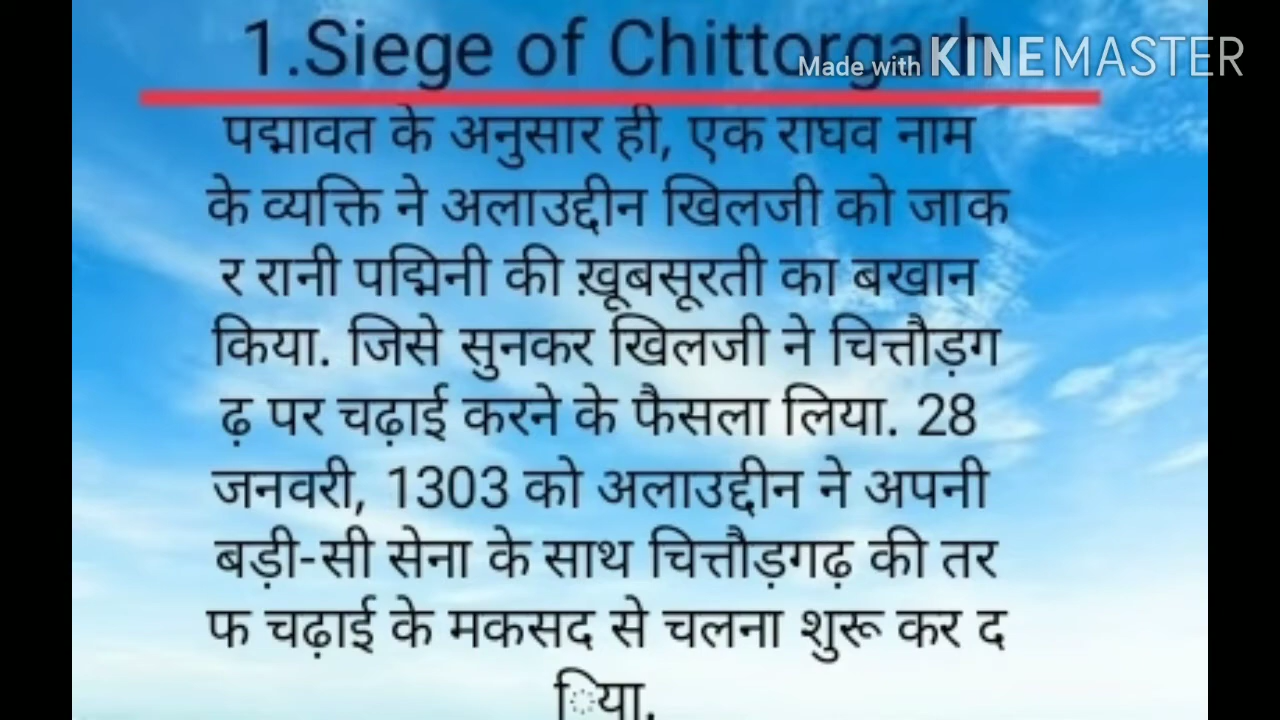 1.Siege of Chittorgarh
Made with KINEMASTER
पद्मावत के अनुसार ही, एक राघव नाम
के व्यक्ति ने अलाउद्दीन खिलजी को जाक
र रानी पद्मिनी की ख़ूबसूरती का बखान
किया. जिसे सुनकर खिलजी ने चित्तौड़ग
ढ़ पर चढ़ाई करने के फैसला लिया. 28
जनवरी, 1303 को अलाउद्दीन ने अपनी
बड़ी-सी सेना के साथ चित्तौड़गढ़ की तर
फ चढ़ाई के मकसद से चलना शुरू कर द
िया.